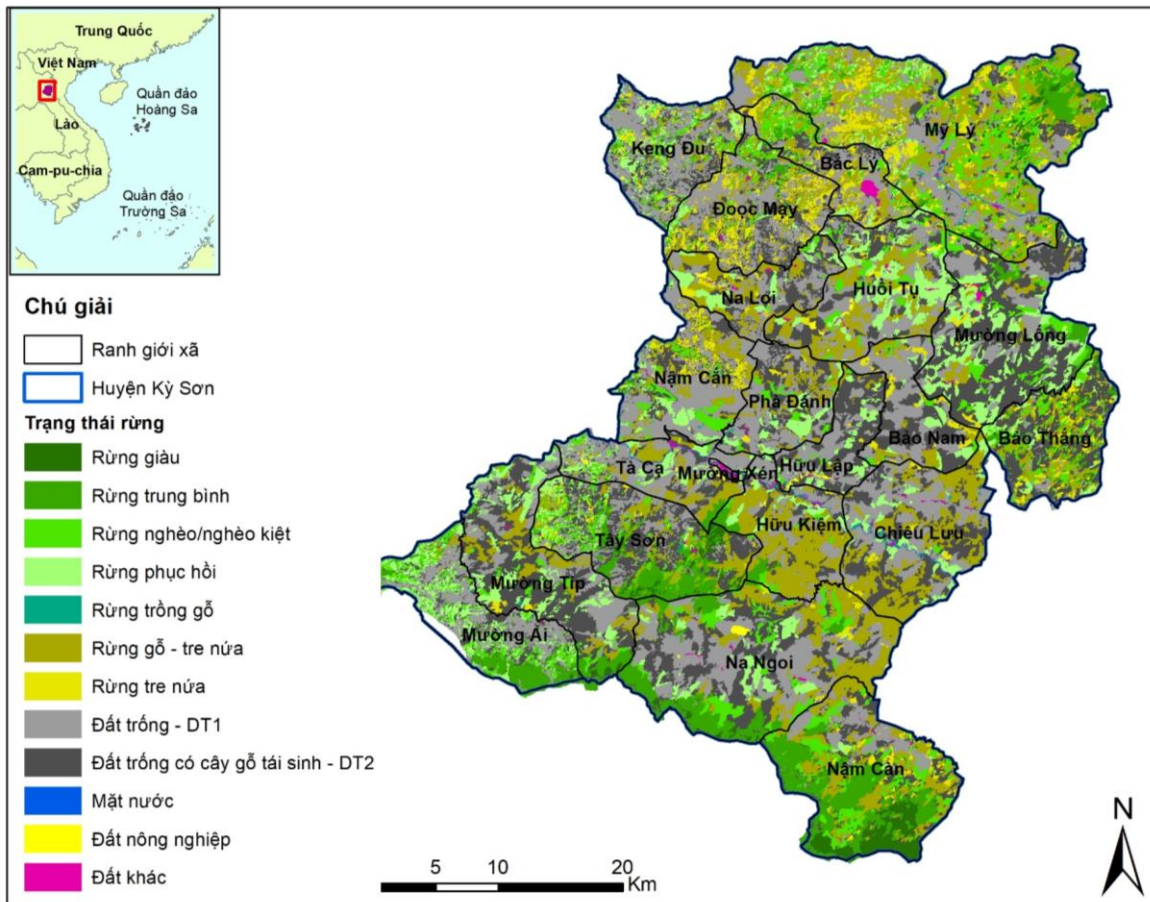 Trung Quốc
Việt Nam
Quần đảo
Hoàng Sa
Lào
Cam-pu-chia
Quần đảo
Trường Sa
Chú giải
Ranh giới xã
Huyện Kỳ Sơn
Trạng thái rừng
Rừng giàu
Rừng trung bình
Rừng nghèo/nghèo kiệt
Rừng phục hồi
Rừng trồng gỗ
Rừng gỗ - tre nứa
Rừng tre nứa
Đất trống - DT1
Đất trống có cây gỗ tái sinh - DT2
Mặt nước
Đất nông nghiệp
Đất khác
Mỹ Lý
Keng Đu
Bắc Lý
Đooc Mạy
Na Loi
Huồi Tụ
Mường Lống
Nậm Cắn
Phà Đánh
Bảo Nam
Bảo Thắng
Tà Cạ
Mường Xén
Hữu Lập
Hữu Kiệm
Chiêu Lưu
Tây Sơn
Mường Típ
Mường Ải
Na Ngoi
Nậm Càn
5 10 20
Km
N